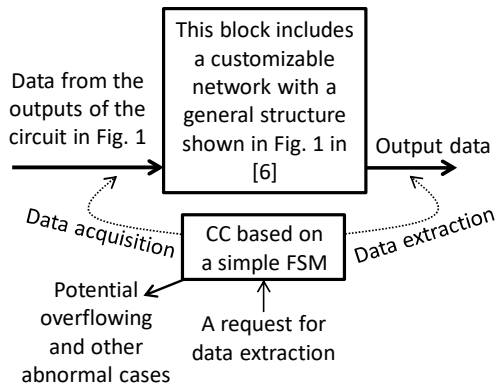 This block includes
a customizable
network with a
general structure
shown in Fig. 1 in
[6]
Data from the
outputs of the
circuit in Fig. 1
Output data
Data acquisition
CC based on
a simple FSM
Data extraction
Potential
overflowing
and other
abnormal cases
A request for
data extraction